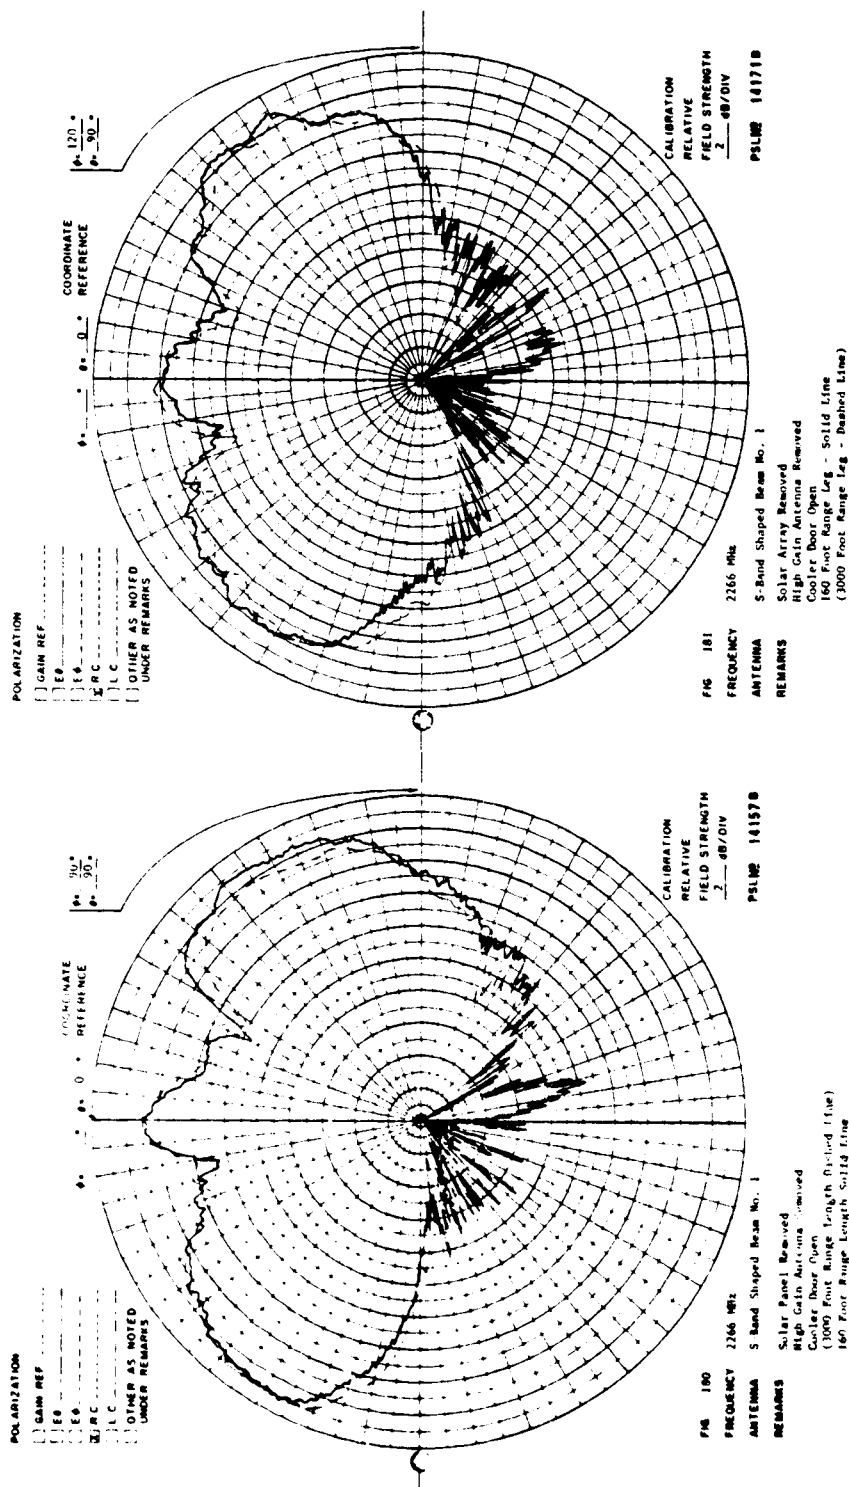 POLARIZATION
[ ] GAIN REF
[ ] Eθ
[ ] Eφ
[X] RC
[ ] LC
[ ] OTHER AS NOTED
UNDER REMARKS
COORDINATE
REFERENCE
φ= ° θ= 0 °
φ= 120 °
θ= 90 °
CALIBRATION
RELATIVE
FIELD STRENGTH
2 dB/DIV
PSL№ 14171B
FIG 181
FREQUENCY 2266 MHz
ANTENNA S-Band Shaped Beam No. 1
REMARKS Solar Array Removed
High Gain Antenna Removed
Cooler Door Open
160 Foot Range Leg - Solid Line
(3000 Foot Range Leg - Dashed Line)
POLARIZATION
[ ] GAIN REF
[ ] Eθ
[ ] Eφ
[X] RC
[ ] LC
[ ] OTHER AS NOTED
UNDER REMARKS
COORDINATE
REFERENCE
φ= ° θ= 0 °
φ= 90 °
θ= 90 °
CALIBRATION
RELATIVE
FIELD STRENGTH
2 dB/DIV
PSL№ 14157B
FIG 180
FREQUENCY 2266 MHz
ANTENNA S Band Shaped Beam No. 1
REMARKS Solar Panel Removed
High Gain Antenna Removed
Cooler Door Open
(3000 Foot Range Length Dashed Line)
160 Foot Range Length Solid Line